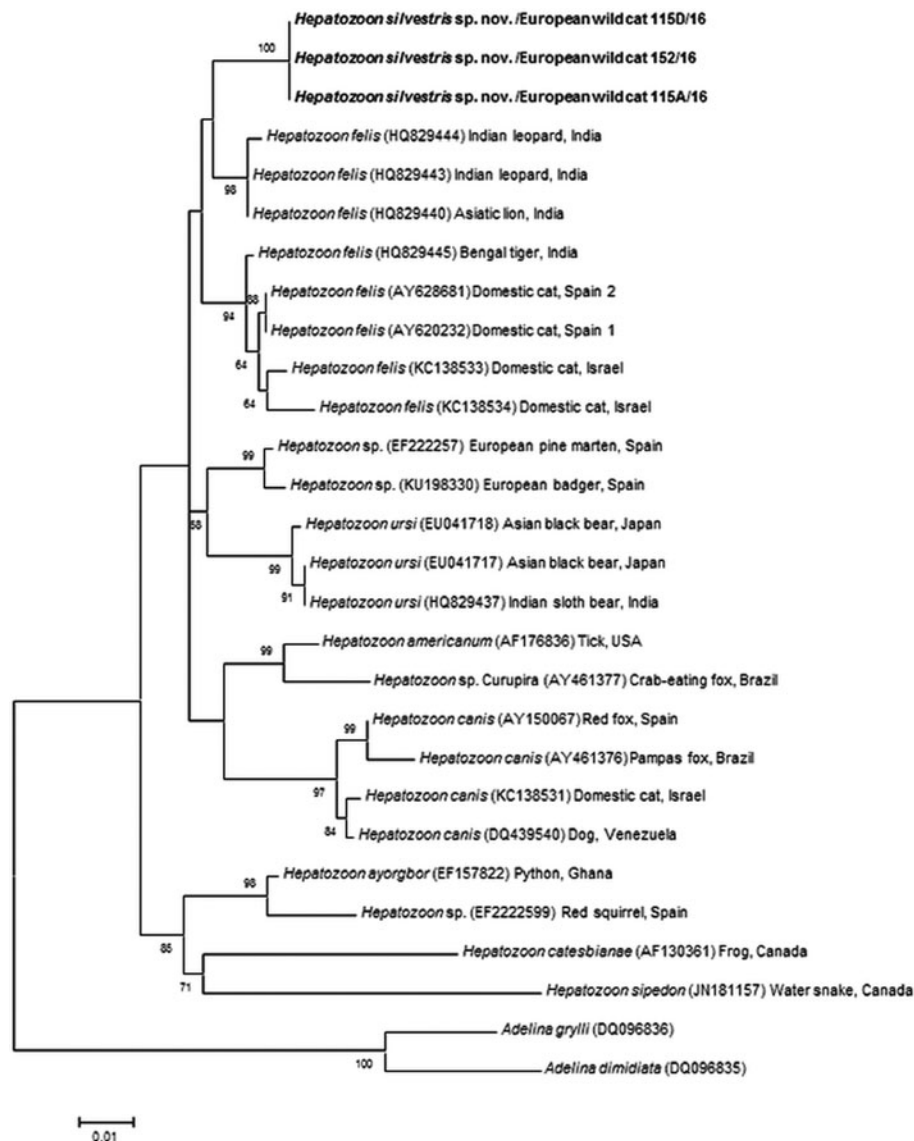 Hepatozoon silvestris sp. nov. /European wild cat 115D/16
100
Hepatozoon silvestris sp. nov. /European wild cat 152/16
Hepatozoon silvestris sp. nov. /European wild cat 115A/16
Hepatozoon felis (HQ829444) Indian leopard, India
Hepatozoon felis (HQ829443) Indian leopard, India
98
Hepatozoon felis (HQ829440) Asiatic lion, India
Hepatozoon felis (HQ829445) Bengal tiger, India
Hepatozoon felis (AY628681) Domestic cat, Spain 2
88
94
Hepatozoon felis (AY620232) Domestic cat, Spain 1
64
Hepatozoon felis (KC138533) Domestic cat, Israel
64
Hepatozoon felis (KC138534) Domestic cat, Israel
Hepatozoon sp. (EF222257) European pine marten, Spain
99
Hepatozoon sp. (KU198330) European badger, Spain
58
Hepatozoon ursi (EU041718) Asian black bear, Japan
Hepatozoon ursi (EU041717) Asian black bear, Japan
99
91
Hepatozoon ursi (HQ829437) Indian sloth bear, India
Hepatozoon americanum (AF176836) Tick, USA
99
Hepatozoon sp. Curupira (AY461377) Crab-eating fox, Brazil
Hepatozoon canis (AY150067) Red fox, Spain
99
Hepatozoon canis (AY461376) Pampas fox, Brazil
97
Hepatozoon canis (KC138531) Domestic cat, Israel
84
Hepatozoon canis (DQ439540) Dog, Venezuela
Hepatozoon ayorgbor (EF157822) Python, Ghana
98
Hepatozoon sp. (EF2222599) Red squirrel, Spain
85
Hepatozoon catesbianae (AF130361) Frog, Canada
71
Hepatozoon sipedon (JN181157) Water snake, Canada
Adelina grylli (DQ096836)
100
Adelina dimidiata (DQ096835)
0.01